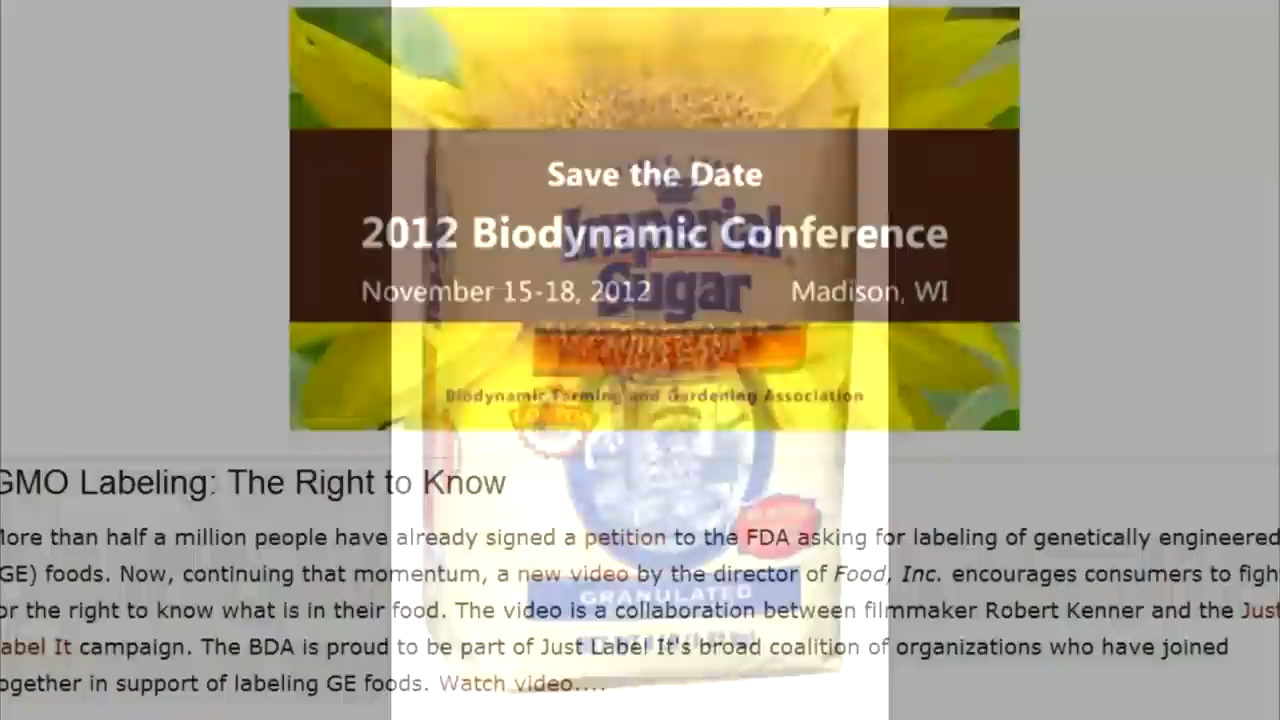 Save the Date
2012 Biodynamic Conference
Imperial
Sugar
November 15-18, 2012 Madison, WI
Biodynamic Farming and Gardening Association
GMO Labeling: The Right to Know
More than half a million people have already signed a petition to the FDA asking for labeling of genetically engineered
GE) foods. Now, continuing that momentum, a new video by the director of Food, Inc. encourages consumers to figh
or the right to know what is in their food. The video is a collaboration between filmmaker Robert Kenner and the Just
GRANULATED
abel It campaign. The BDA is proud to be part of Just Label It's broad coalition of organizations who have joined
ogether in support of labeling GE foods. Watch video....